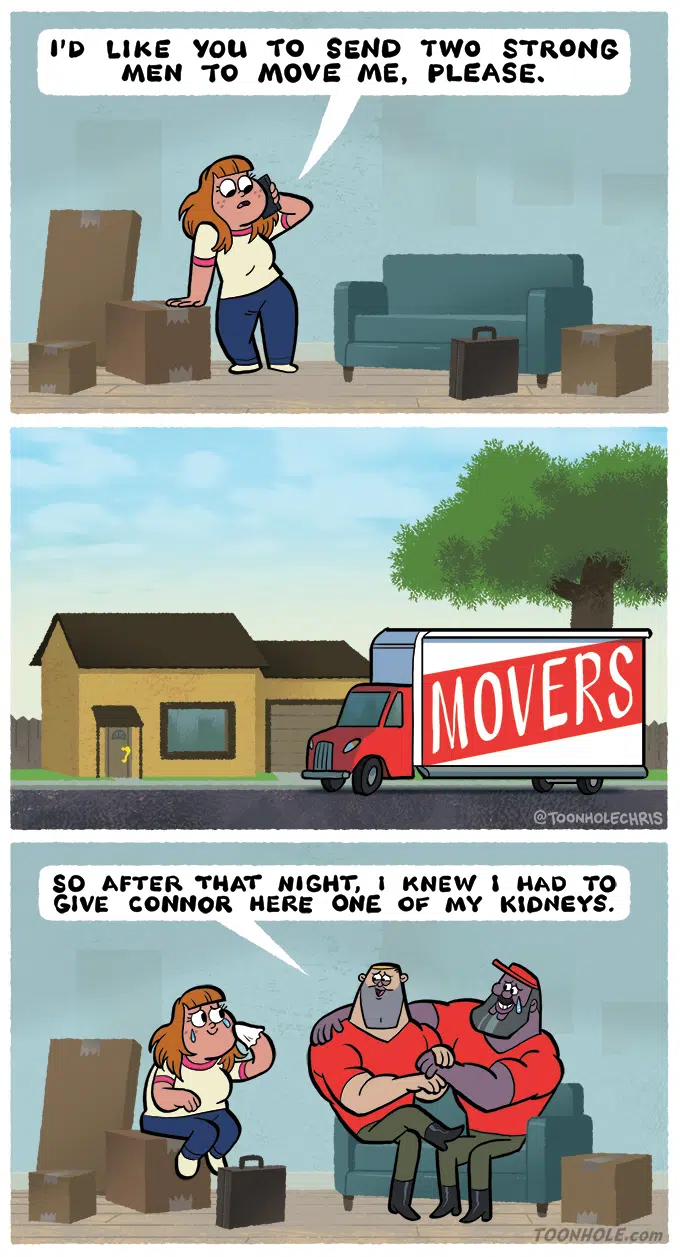 I'D LIKE YOU TO SEND TWO STRONG
MEN TO MOVE ME, PLEASE.
MOVERS
@TOONHOLECHRIS
SO AFTER THAT NIGHT, I KNEW I HAD TO
GIVE CONNOR HERE ONE OF MY KIDNEYS.
TOONHOLE.com